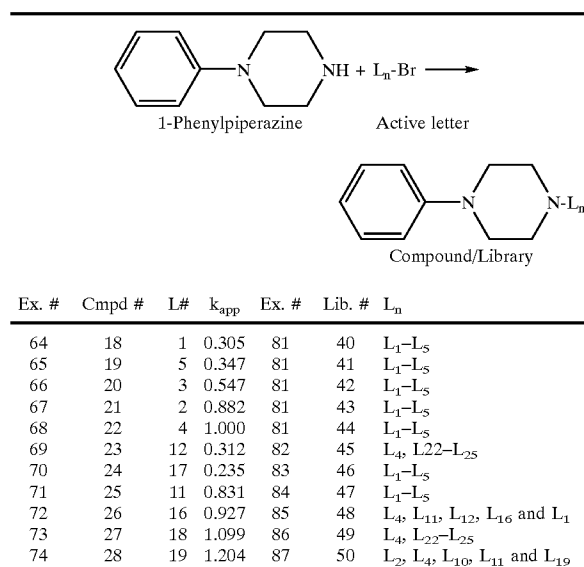 N
NH + Ln-Br
1-Phenylpiperazine Active letter
N
N-Ln
Compound/Library
Ex. # Cmpd # L# kapp Ex. # Lib. # Ln
64 18 1 0.305 81 40 L1–L5
65 19 5 0.347 81 41 L1–L5
66 20 3 0.547 81 42 L1–L5
67 21 2 0.882 81 43 L1–L5
68 22 4 1.000 81 44 L1–L5
69 23 12 0.312 82 45 L4, L22–L25
70 24 17 0.235 83 46 L1–L5
71 25 11 0.831 84 47 L1–L5
72 26 16 0.927 85 48 L4, L11, L12, L16 and L1
73 27 18 1.099 86 49 L4, L22–L25
74 28 19 1.204 87 50 L2, L4, L10, L11 and L19